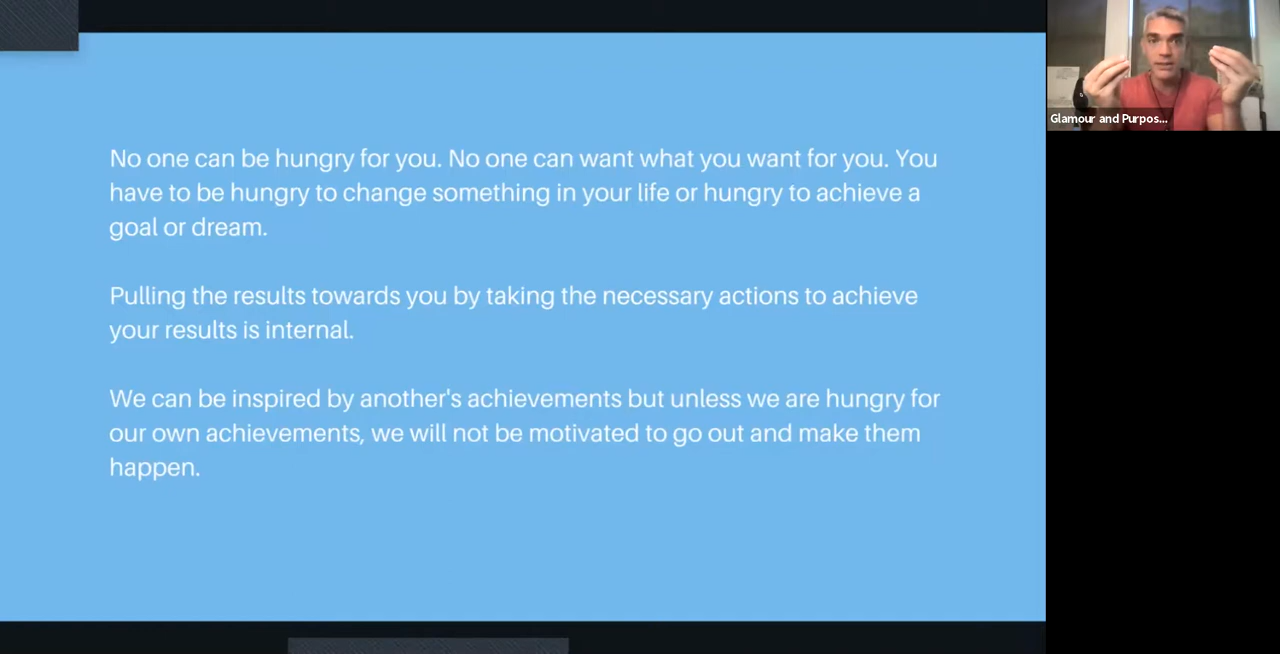 No one can be hungry for you. No one can want what you want for you. You
have to be hungry to change something in your life or hungry to achieve a
goal or dream.
Pulling the results towards you by taking the necessary actions to achieve
your results is internal.
We can be inspired by another's achievements but unless we are hungry for
our own achievements, we will not be motivated to go out and make them
happen.
Glamour and Purpos...